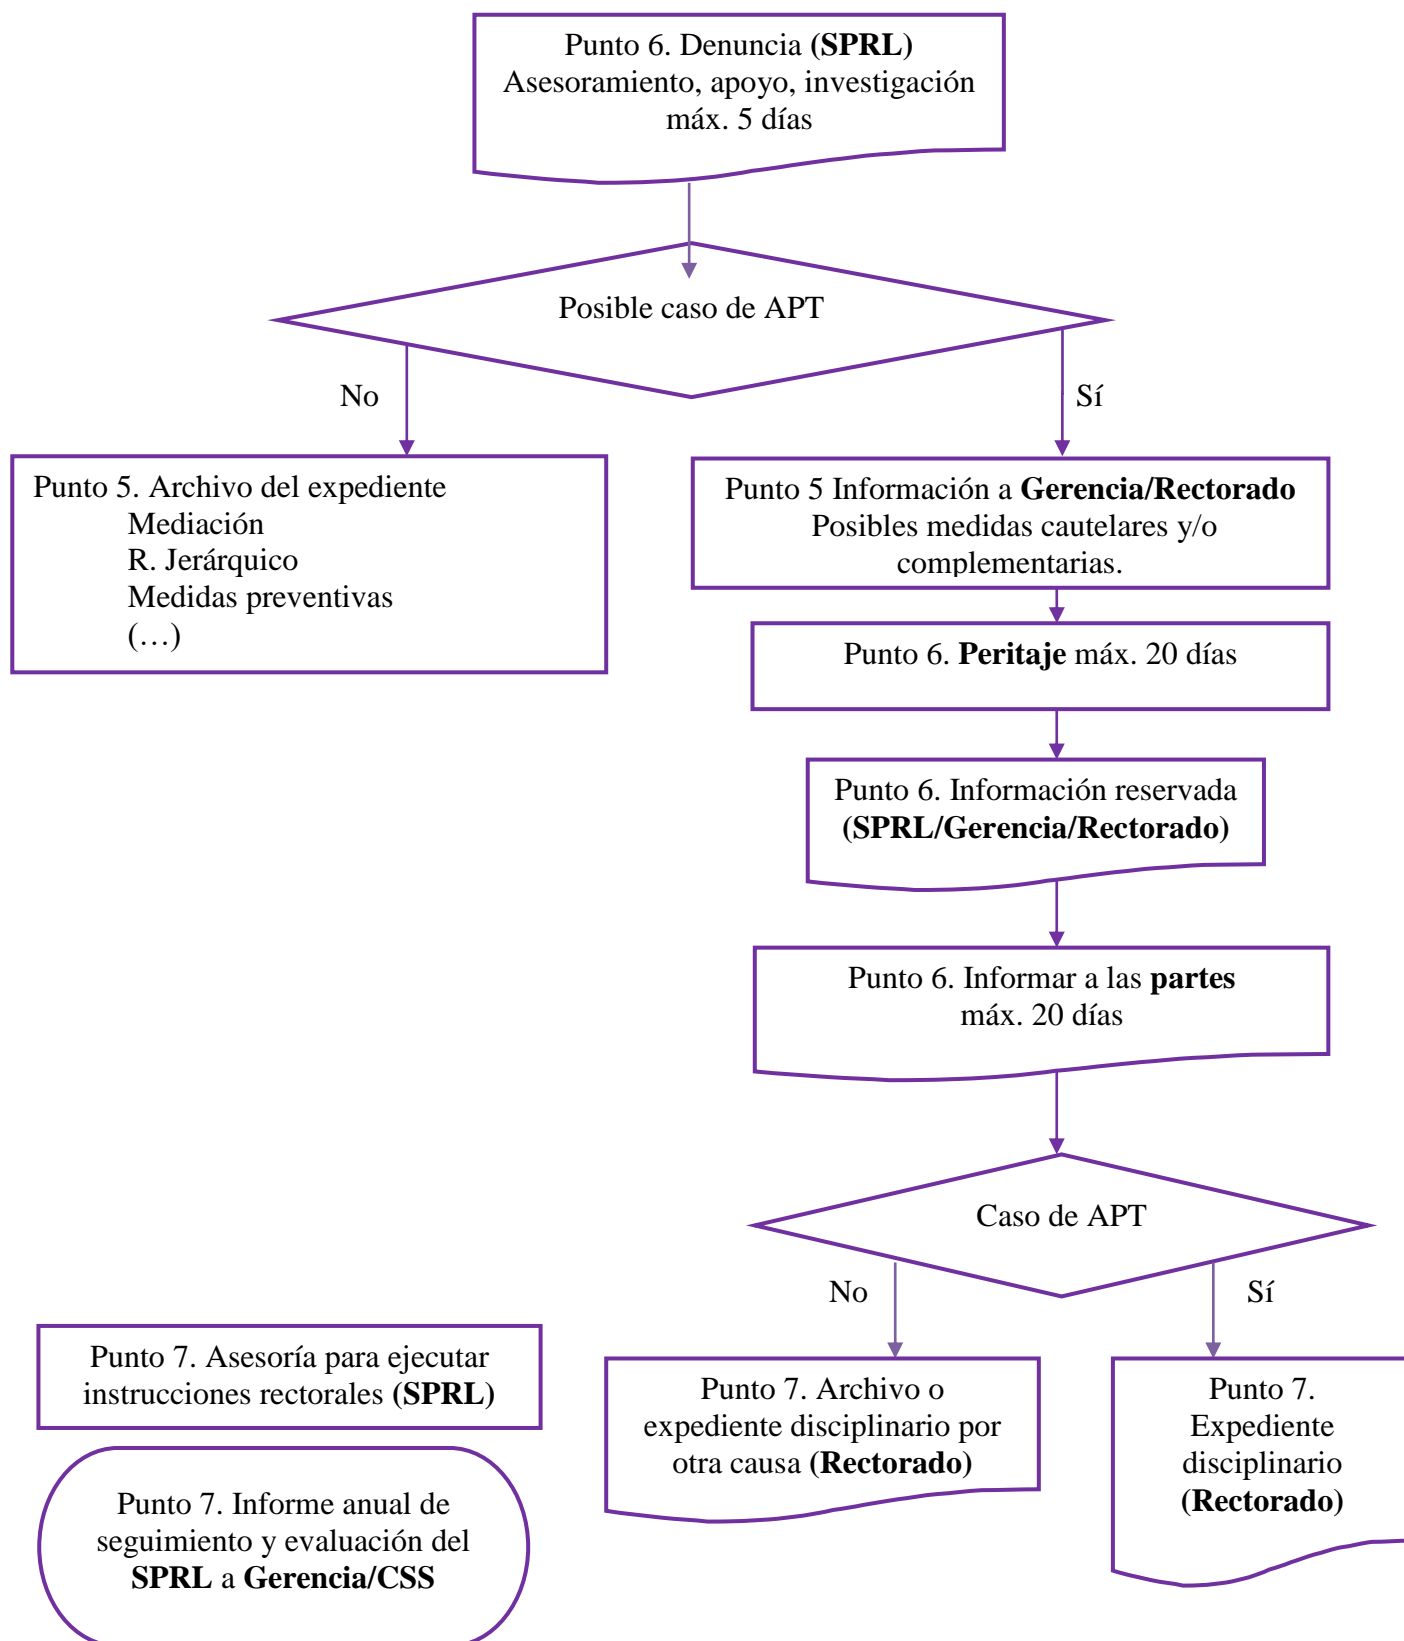 Punto 6. Denuncia (SPRL)
Asesoramiento, apoyo, investigación
máx. 5 días
Posible caso de APT
No
Sí
Punto 5. Archivo del expediente
Mediación
R. Jerárquico
Medidas preventivas
(…)
Punto 5 Información a Gerencia/Rectorado
Posibles medidas cautelares y/o
complementarias.
Punto 6. Peritaje máx. 20 días
Punto 6. Información reservada
(SPRL/Gerencia/Rectorado)
Punto 6. Informar a las partes
máx. 20 días
Caso de APT
No
Sí
Punto 7. Archivo o
expediente disciplinario por
otra causa (Rectorado)
Punto 7.
Expediente
disciplinario
(Rectorado)
Punto 7. Asesoría para ejecutar
instrucciones rectorales (SPRL)
Punto 7. Informe anual de
seguimiento y evaluación del
SPRL a Gerencia/CSS